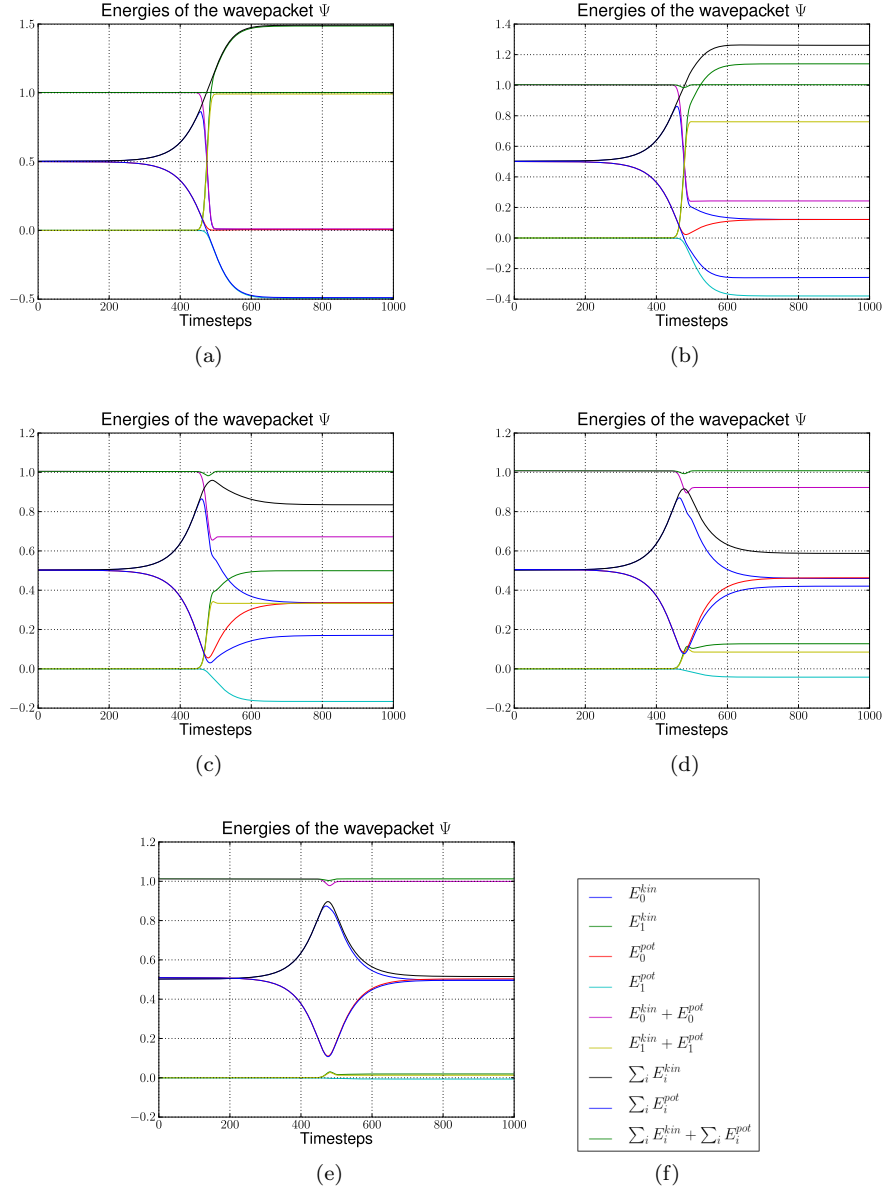 Energies of the wavepacket Ψ
1.5
1.0
0.5
0.0
−0.5
0 200 400 600 800 1000
Timesteps
(a)
Energies of the wavepacket Ψ
1.4
1.2
1.0
0.8
0.6
0.4
0.2
0.0
−0.2
−0.4
0 200 400 600 800 1000
Timesteps
(b)
Energies of the wavepacket Ψ
1.2
1.0
0.8
0.6
0.4
0.2
0.0
−0.2
0 200 400 600 800 1000
Timesteps
(c)
Energies of the wavepacket Ψ
1.2
1.0
0.8
0.6
0.4
0.2
0.0
−0.2
0 200 400 600 800 1000
Timesteps
(d)
Energies of the wavepacket Ψ
1.2
1.0
0.8
0.6
0.4
0.2
0.0
−0.2
0 200 400 600 800 1000
Timesteps
(e)
$E_0^{kin}$
$E_1^{kin}$
$E_0^{pot}$
$E_1^{pot}$
$E_0^{kin} + E_0^{pot}$
$E_1^{kin} + E_1^{pot}$
$\sum_i E_i^{kin}$
$\sum_i E_i^{pot}$
$\sum_i E_i^{kin} + \sum_i E_i^{pot}$
(f)